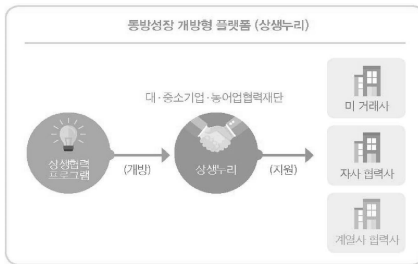 동방성장 개방형 플랫폼 (상생누리)
대·중소기업·농어업협력재단
상생협력
프로그램
(개방)
상생누리
(지원)
미 거래사
자사 협력사
계열사 협력사